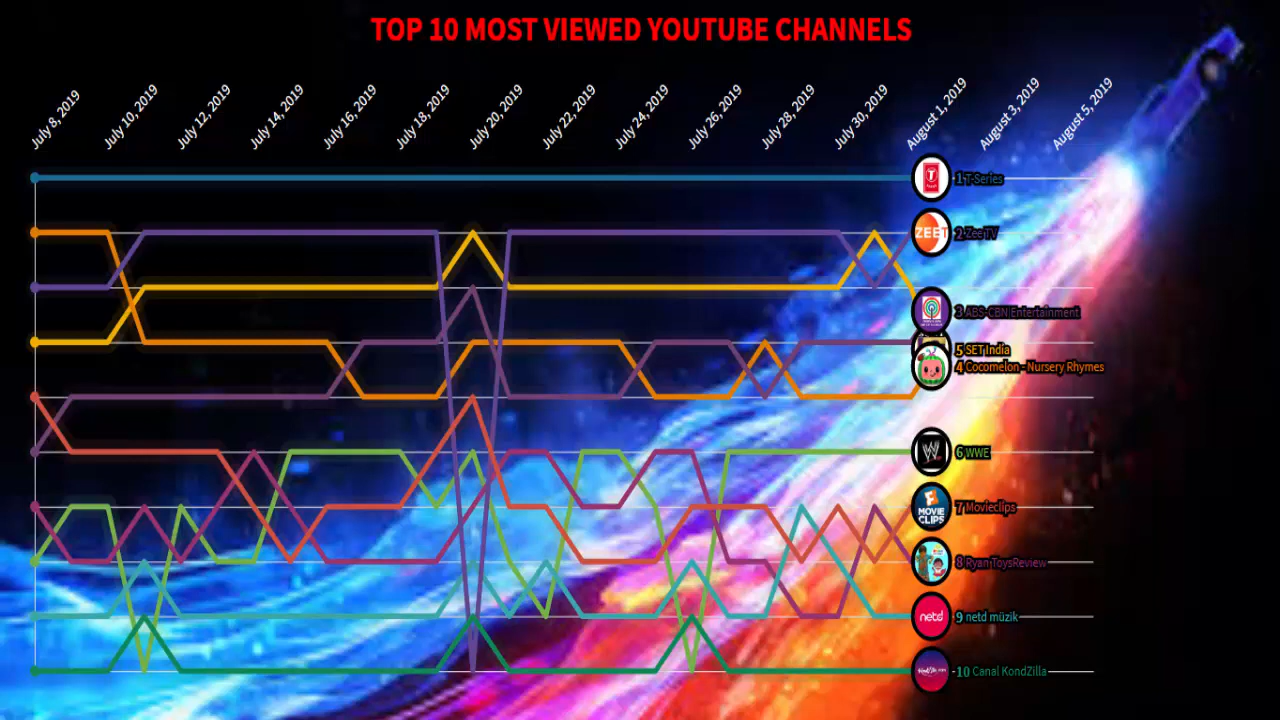 TOP 10 MOST VIEWED YOUTUBE CHANNELS
July 8, 2019
July 10, 2019
July 12, 2019
July 14, 2019
July 16, 2019
July 18, 2019
July 20, 2019
July 22, 2019
July 24, 2019
July 26, 2019
July 28, 2019
July 30, 2019
August 1, 2019
August 3, 2019
August 5, 2019
T
1 T-Series
ZEE
2 Zee TV
3 ABS-CBN Entertainment
5 SET India
4 Cocomelon - Nursery Rhymes
W
6 WWE
MOVIE
CLIPS
7 Movieclips
8 Ryan ToysReview
netd
9 netd müzik
10 Canal KondZilla